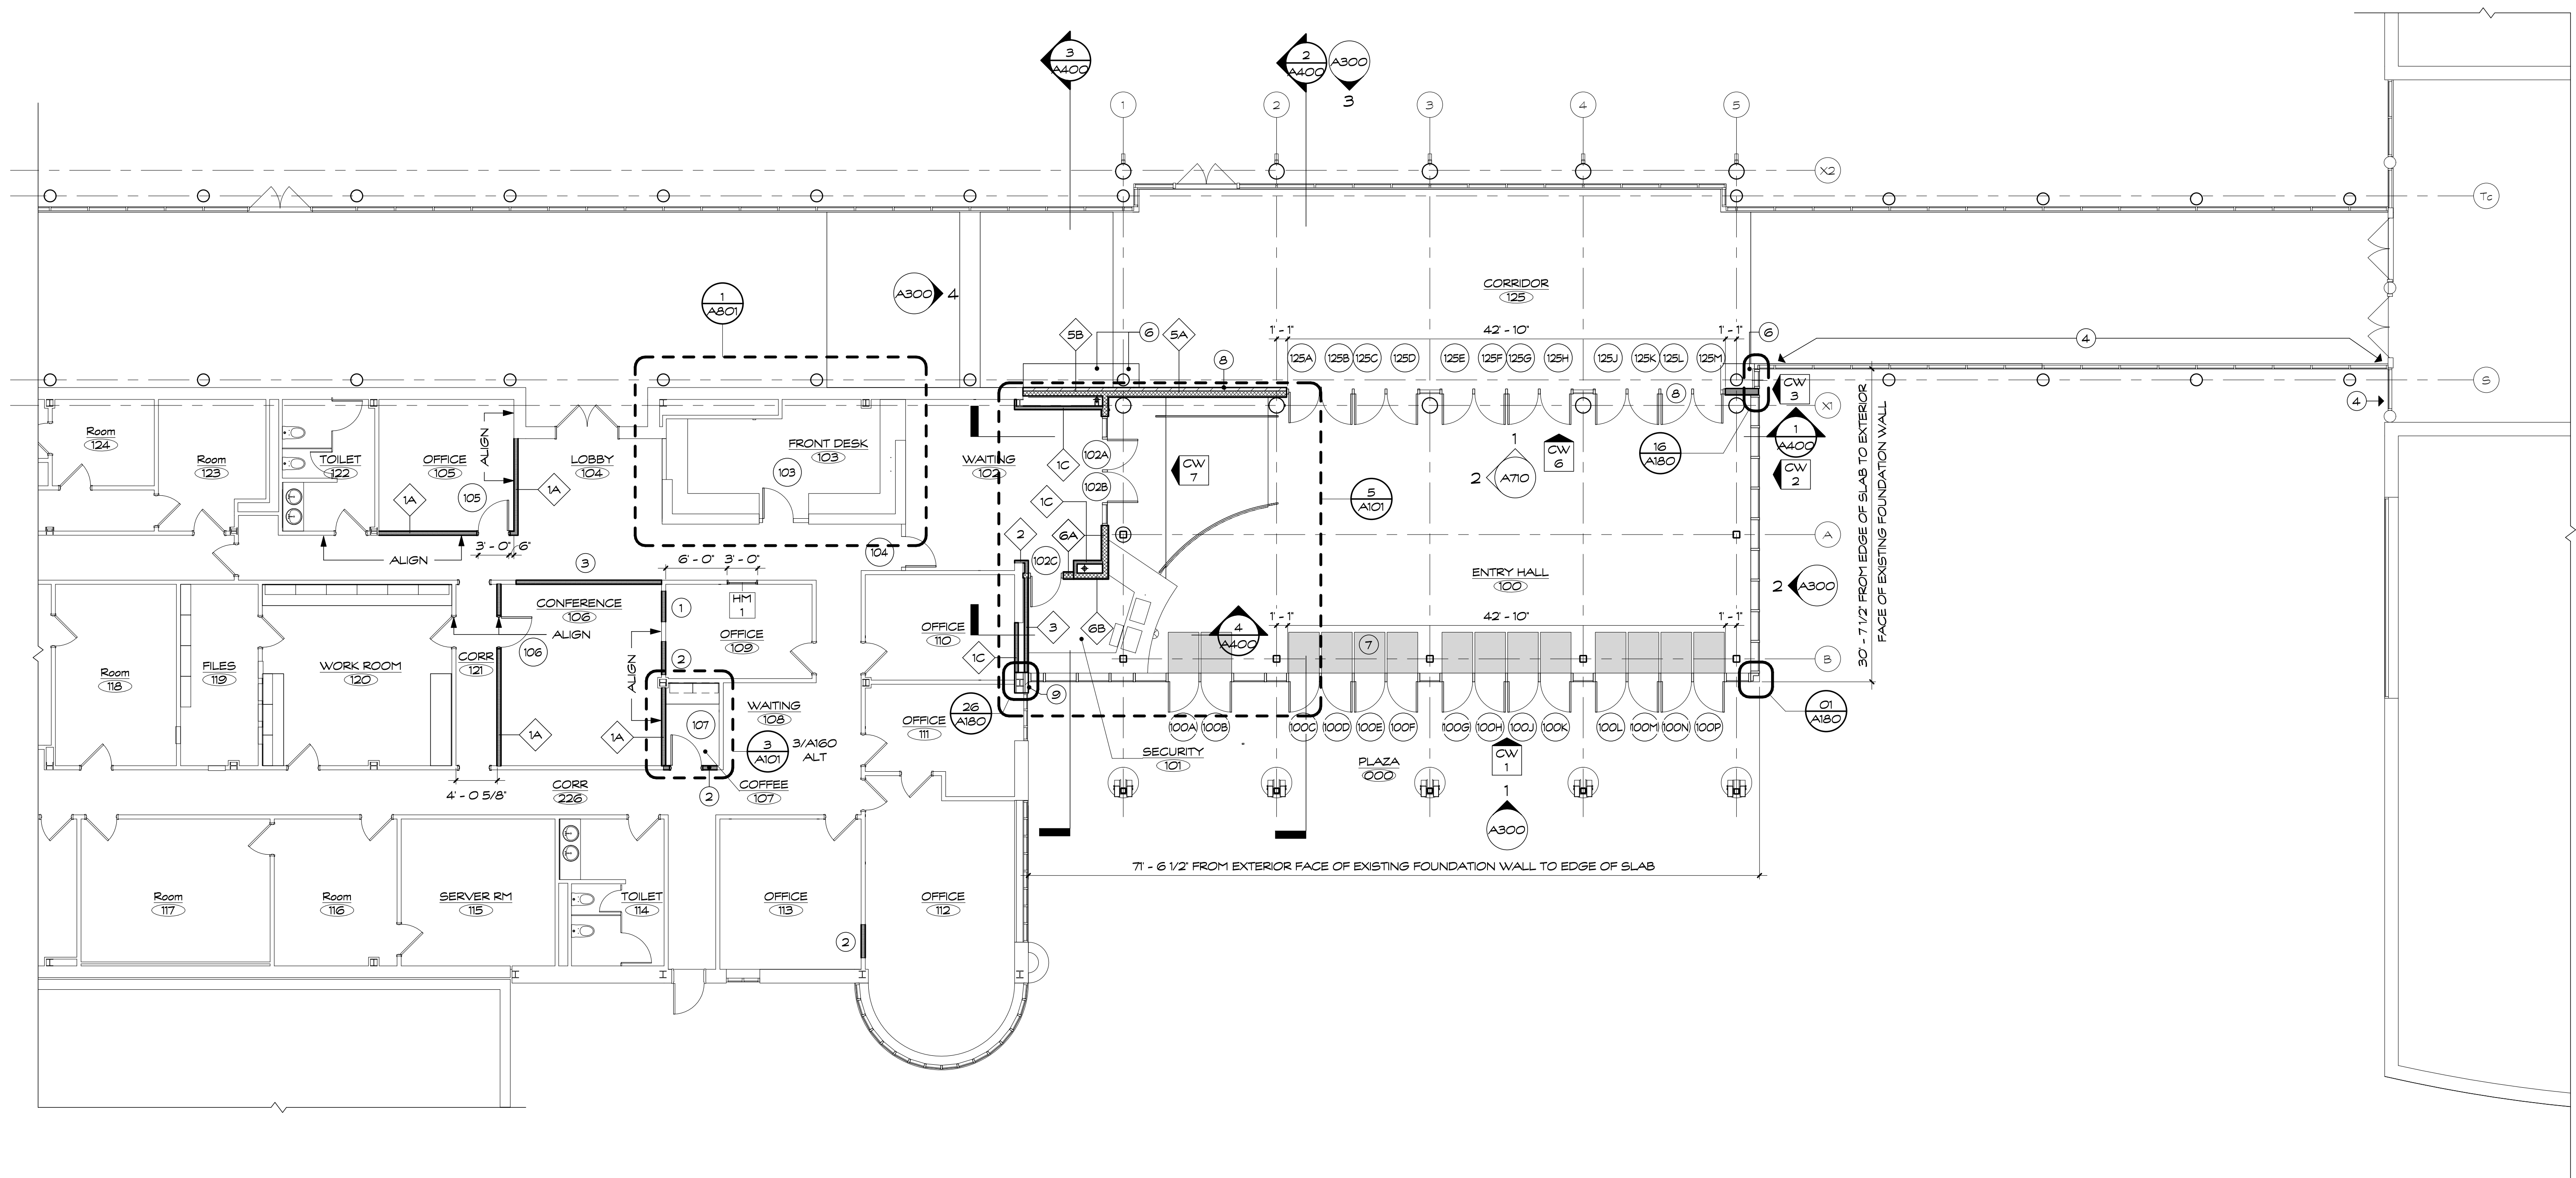 3
A400
2
A400
A300
3
1
2
3
4
5
X2
Tc
A300
4
CORRIDOR
125
1
A801
5B
6
5A
8
1' - 1"
42' - 10"
1' - 1"
6
4
125A
125B
125C
125D
125E
125F
125G
125H
125J
125K
125L
125M
8
CW
3
S
4
X1
Room
124
Room
123
TOILET
122
OFFICE
105
ALIGN
LOBBY
104
FRONT DESK
103
103
WAITING
102
1C
102A
102B
CW
7
1
2
A710
CW
6
16
A180
1
A400
CW
2
1A
105
1A
1C
5
A101
2
6A
102C
A
3' - 0"
6"
ALIGN
3
6' - 0"
3' - 0"
104
HM
1
ENTRY HALL
100
2
A300
30' - 7 1/2" FROM EDGE OF SLAB TO EXTERIOR
FACE OF EXISTING FOUNDATION WALL
CONFERENCE
106
1
ALIGN
106
OFFICE
109
OFFICE
110
3
6B
4
A400
1' - 1"
42' - 10"
1' - 1"
7
B
Room
118
FILES
119
WORK ROOM
120
CORR
121
ALIGN
2
1C
9
26
A180
01
A180
1A
1A
107
WAITING
108
3
A101
3/A160
ALT
OFFICE
111
SECURITY
101
100A
100B
100C
100D
100E
100F
100G
100H
100J
100K
100L
100M
100N
100P
PLAZA
000
CW
1
1
A300
4' - 0 5/8"
CORR
226
2
COFFEE
107
71' - 6 1/2" FROM EXTERIOR FACE OF EXISTING FOUNDATION WALL TO EDGE OF SLAB
Room
117
Room
116
SERVER RM
115
TOILET
114
OFFICE
113
2
OFFICE
112